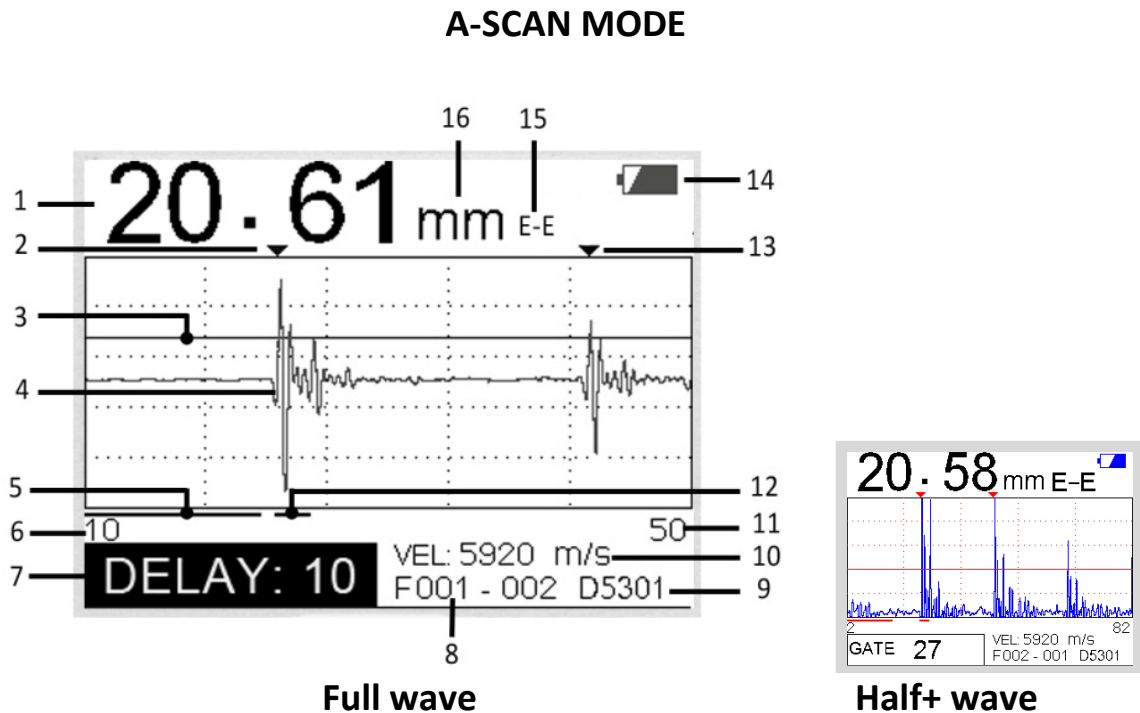 A-SCAN MODE
16 15
20.61 mm E-E
14
1
2
13
3
4
5
12
6
10 50
11
7
DELAY: 10
VEL: 5920 m/s
10
F001 - 002 D5301
9
8
Full wave
20.58 mm E-E
2 82
GATE 27
VEL: 5920 m/s
F002 - 001 D5301
Half+ wave